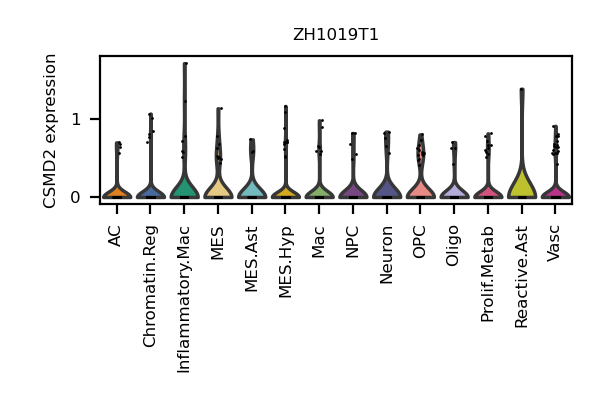 ZH1019T1
CSMD2 expression
1
0
AC
Chromatin.Reg
Inflammatory.Mac
MES
MES.Ast
MES.Hyp
Mac
NPC
Neuron
OPC
Oligo
Prolif.Metab
Reactive.Ast
Vasc